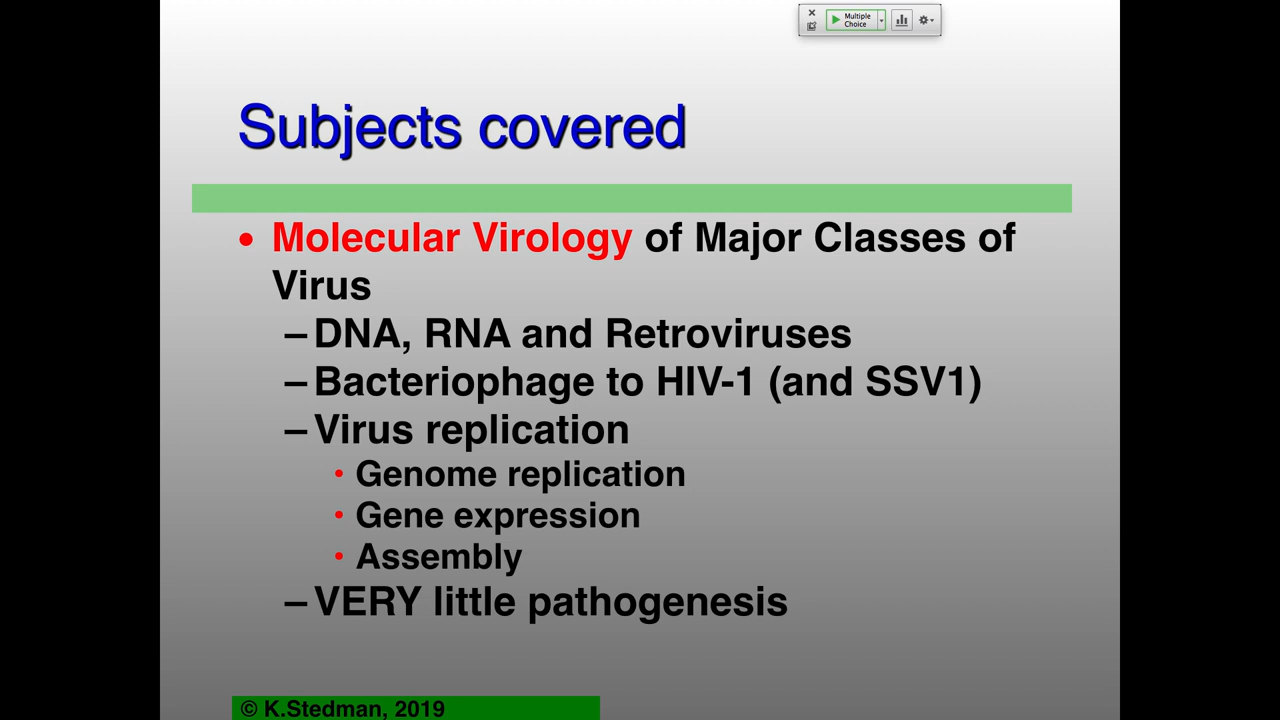 Multiple
Choice
Subjects covered
• Molecular Virology of Major Classes of
Virus
–DNA, RNA and Retroviruses
–Bacteriophage to HIV-1 (and SSV1)
–Virus replication
• Genome replication
• Gene expression
• Assembly
–VERY little pathogenesis
© K.Stedman, 2019